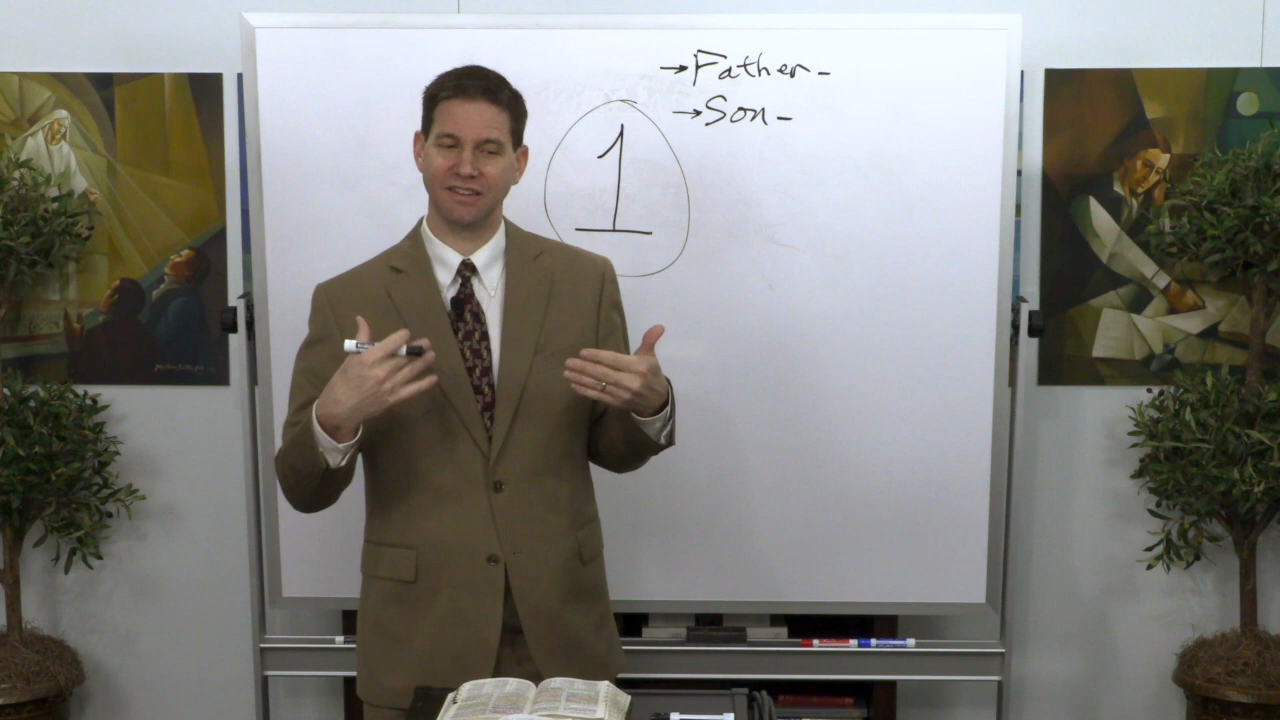 →Father-
→Son-
1